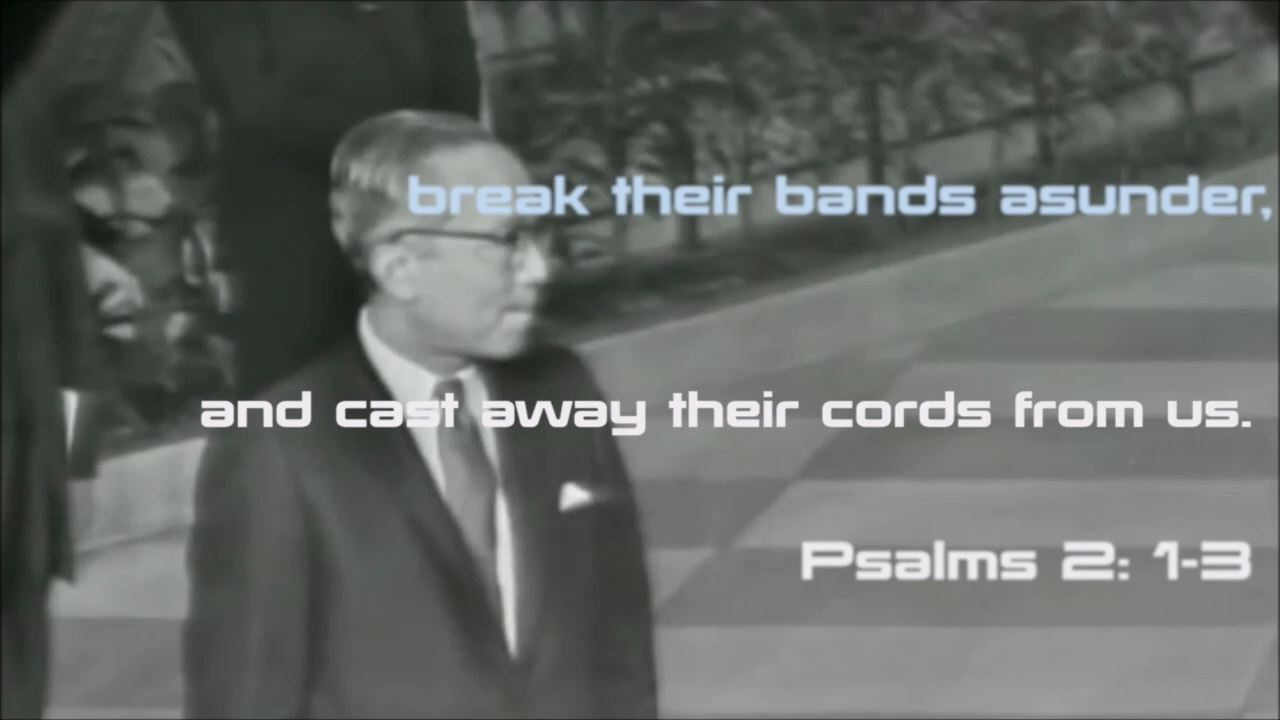 break their bands asunder,
and cast away their cords from us.
Psalms 2: 1-3